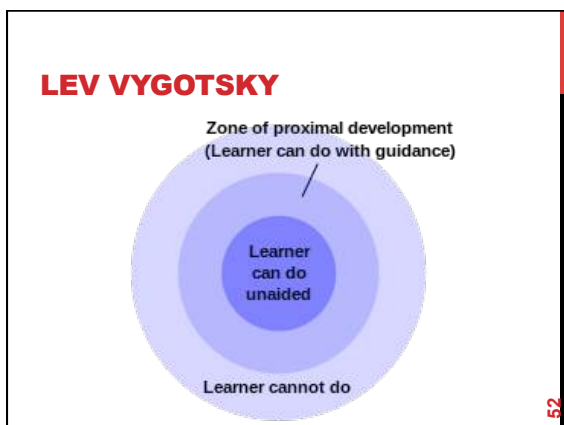 LEV VYGOTSKY
Zone of proximal development
(Learner can do with guidance)
Learner
can do
unaided
Learner cannot do
52